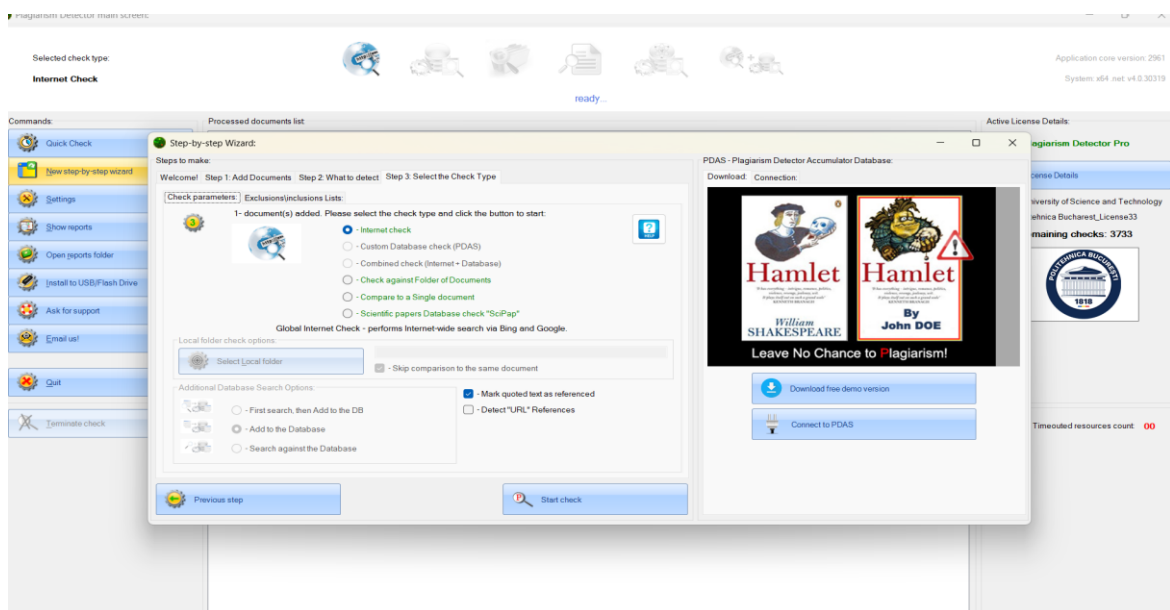 Plagiarism Detector main screen:
Selected check type:
Internet Check
ready...
Application core version: 2961
System: x64 .net: v4.0.30319
Commands:
Processed documents list:
Active License Details:
Quick Check
New step-by-step wizard
Settings
Show reports
Open reports folder
Install to USB/Flash Drive
Ask for support
Email us!
Quit
Terminate check
Step-by-step Wizard:
Steps to make:
Welcome! Step 1: Add Documents Step 2: What to detect Step 3: Select the Check Type
Check parameters: Exclusions\inclusions Lists:
3
1- document(s) added. Please select the check type and click the button to start:
HELP
- Internet check
- Custom Database check (PDAS)
- Combined check (Internet + Database)
- Check against Folder of Documents
- Compare to a Single document
- Scientific papers Database check "SciPap"
Global Internet Check - performs Internet-wide search via Bing and Google.
Local folder check options:
Select Local folder
- Skip comparison to the same document
Additional Database Search Options:
- First search, then Add to the DB
- Add to the Database
- Search against the Database
- Mark quoted text as referenced
- Detect "URL" References
Previous step
Start check
PDAS - Plagiarism Detector Accumulator Database:
Download: Connection:
Hamlet
William
SHAKESPEARE
Hamlet
By
John DOE
Leave No Chance to Plagiarism!
Download free demo version
Connect to PDAS
agiarism Detector Pro
cense Details
iversity of Science and Technology
tehnica Bucharest_License33
maining checks: 3733
POLITEHNICA BUCUREȘTI
1818
Timeouted resources count: 00